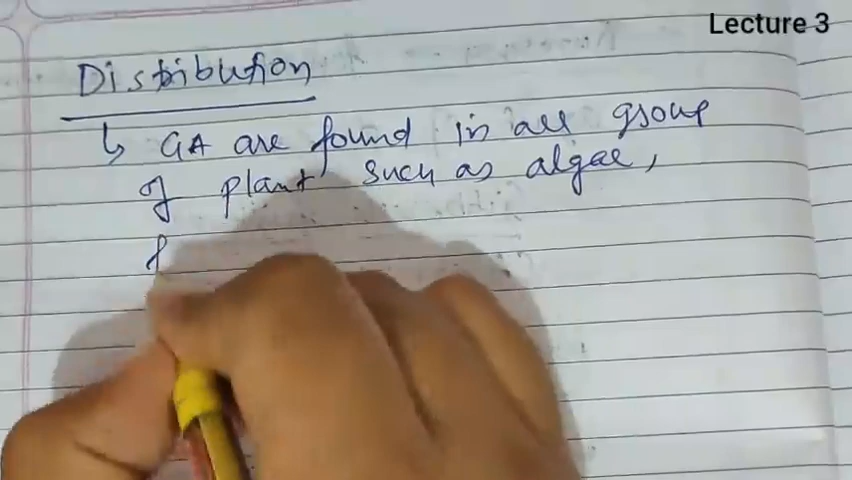 Lecture 3
Distribution
↳ GA are found in all group
of plant such as algae,
f